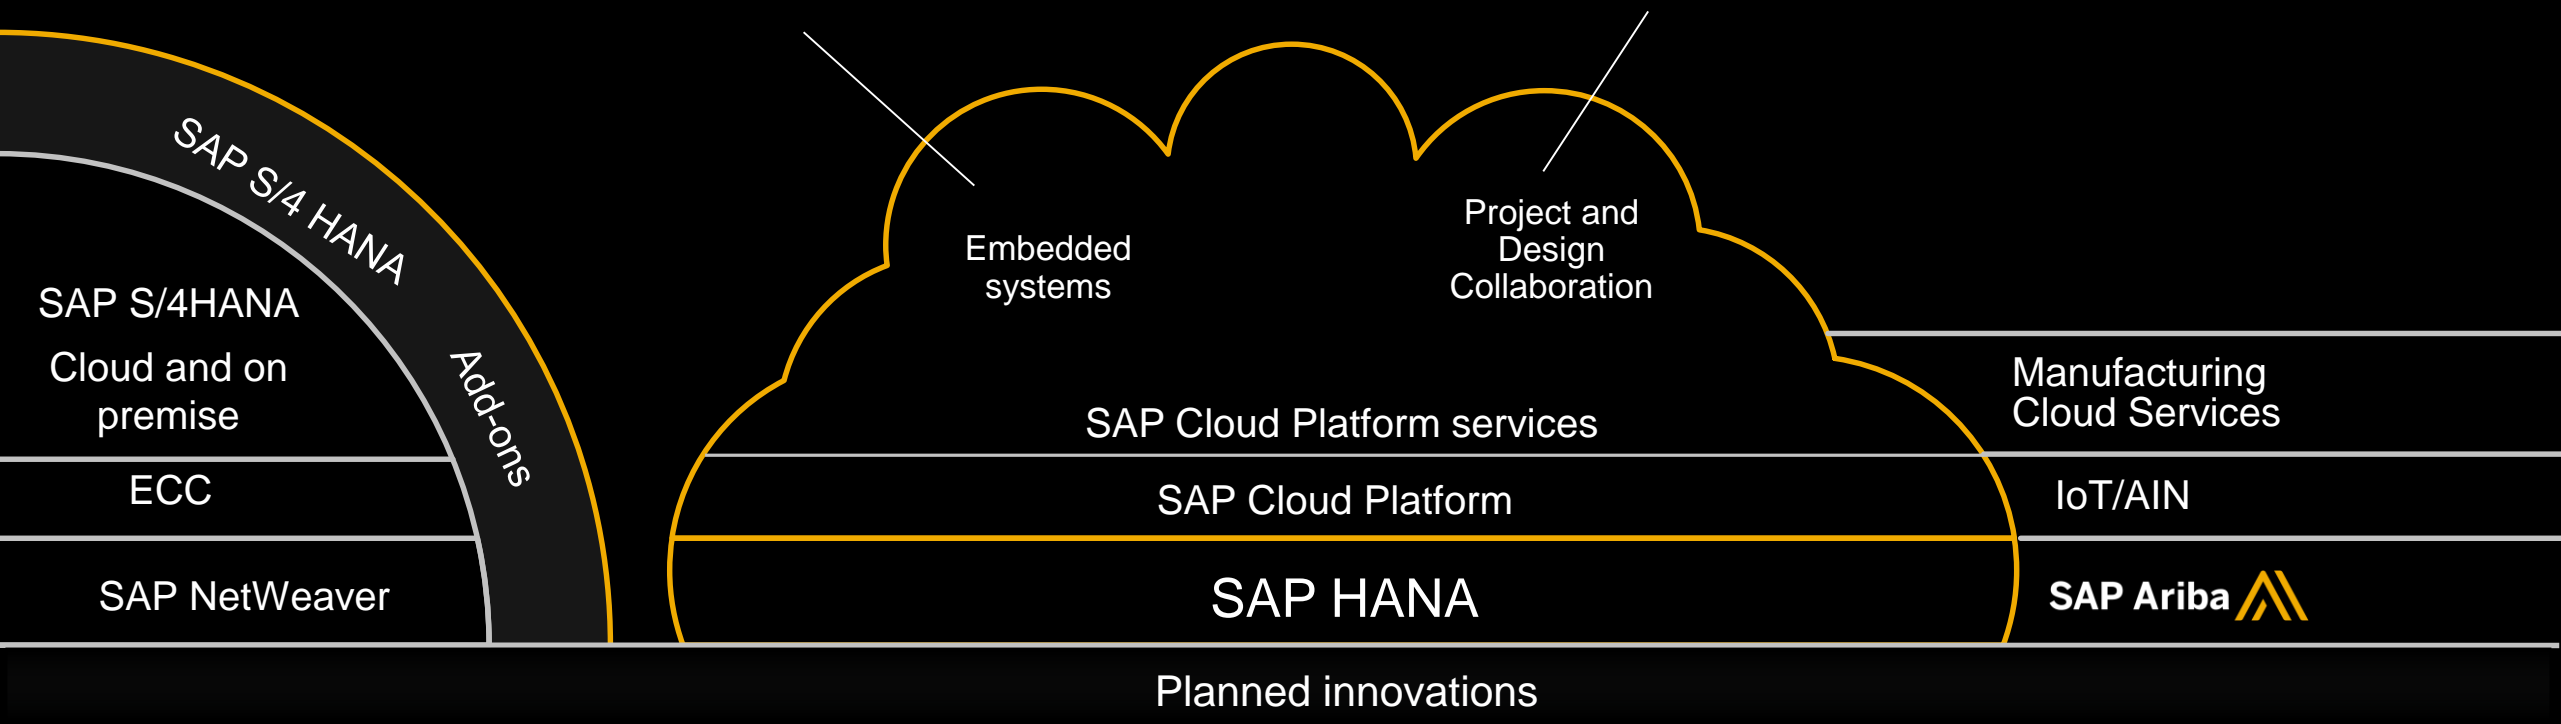 SAP S/4 HANA
Add-ons
SAP S/4HANA
Cloud and on
premise
ECC
SAP NetWeaver
Embedded
systems
Project and
Design
Collaboration
SAP Cloud Platform services
SAP Cloud Platform
SAP HANA
Manufacturing
Cloud Services
IoT/AIN
SAP Ariba
Planned innovations